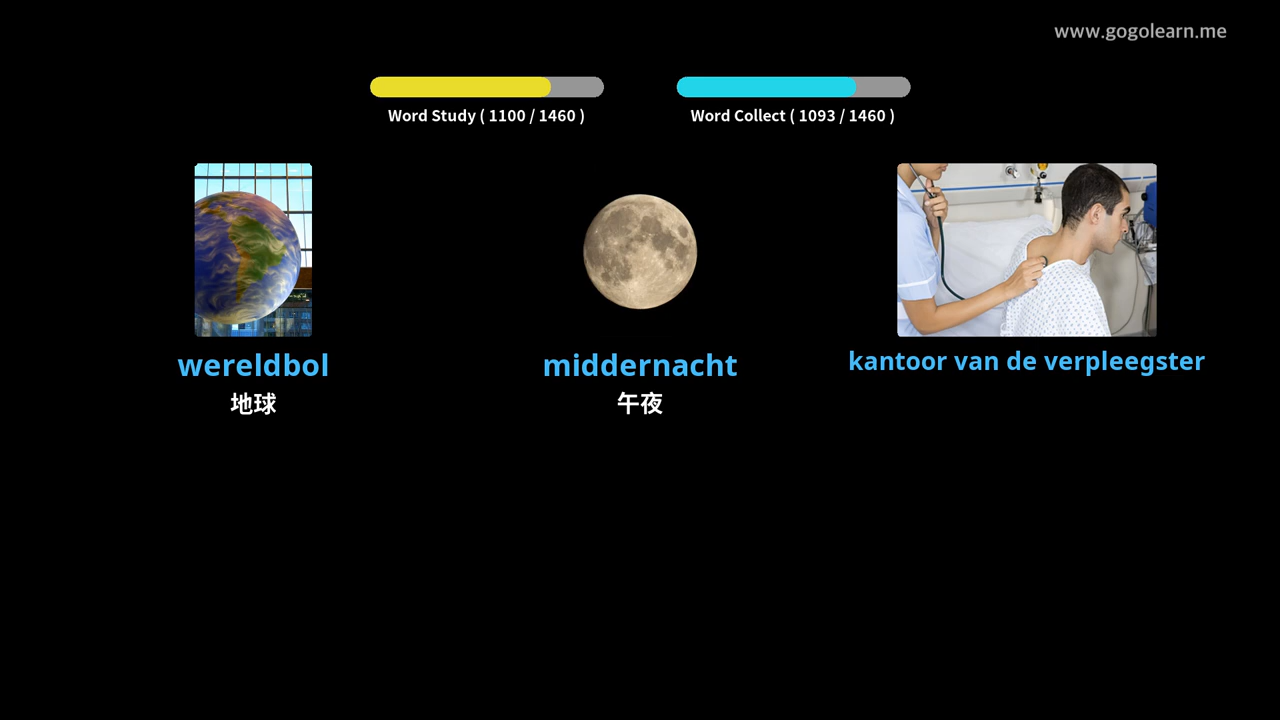 www.gogolearn.me
Word Study ( 1100 / 1460 )
Word Collect ( 1093 / 1460 )
wereldbol
middernacht
kantoor van de verpleegster
地球
午夜